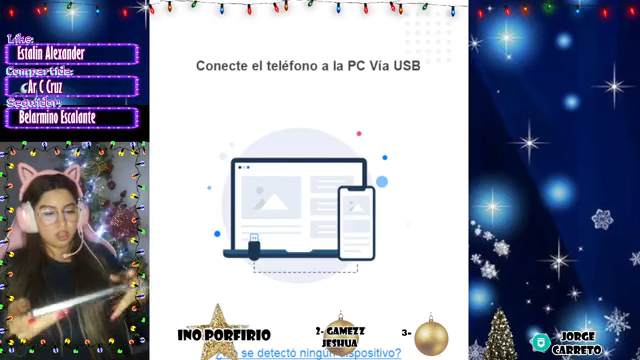 Like:
Estalin Alexander
Compartida:
Ar C Cruz
Seguidor:
Belarmino Escalante
Conecte el teléfono a la PC Vía USB
INO PORFIRIO
2- GAMEZZ
JESHUA
3-
JORGE
CARRETO
se detectó ningún dispositivo?